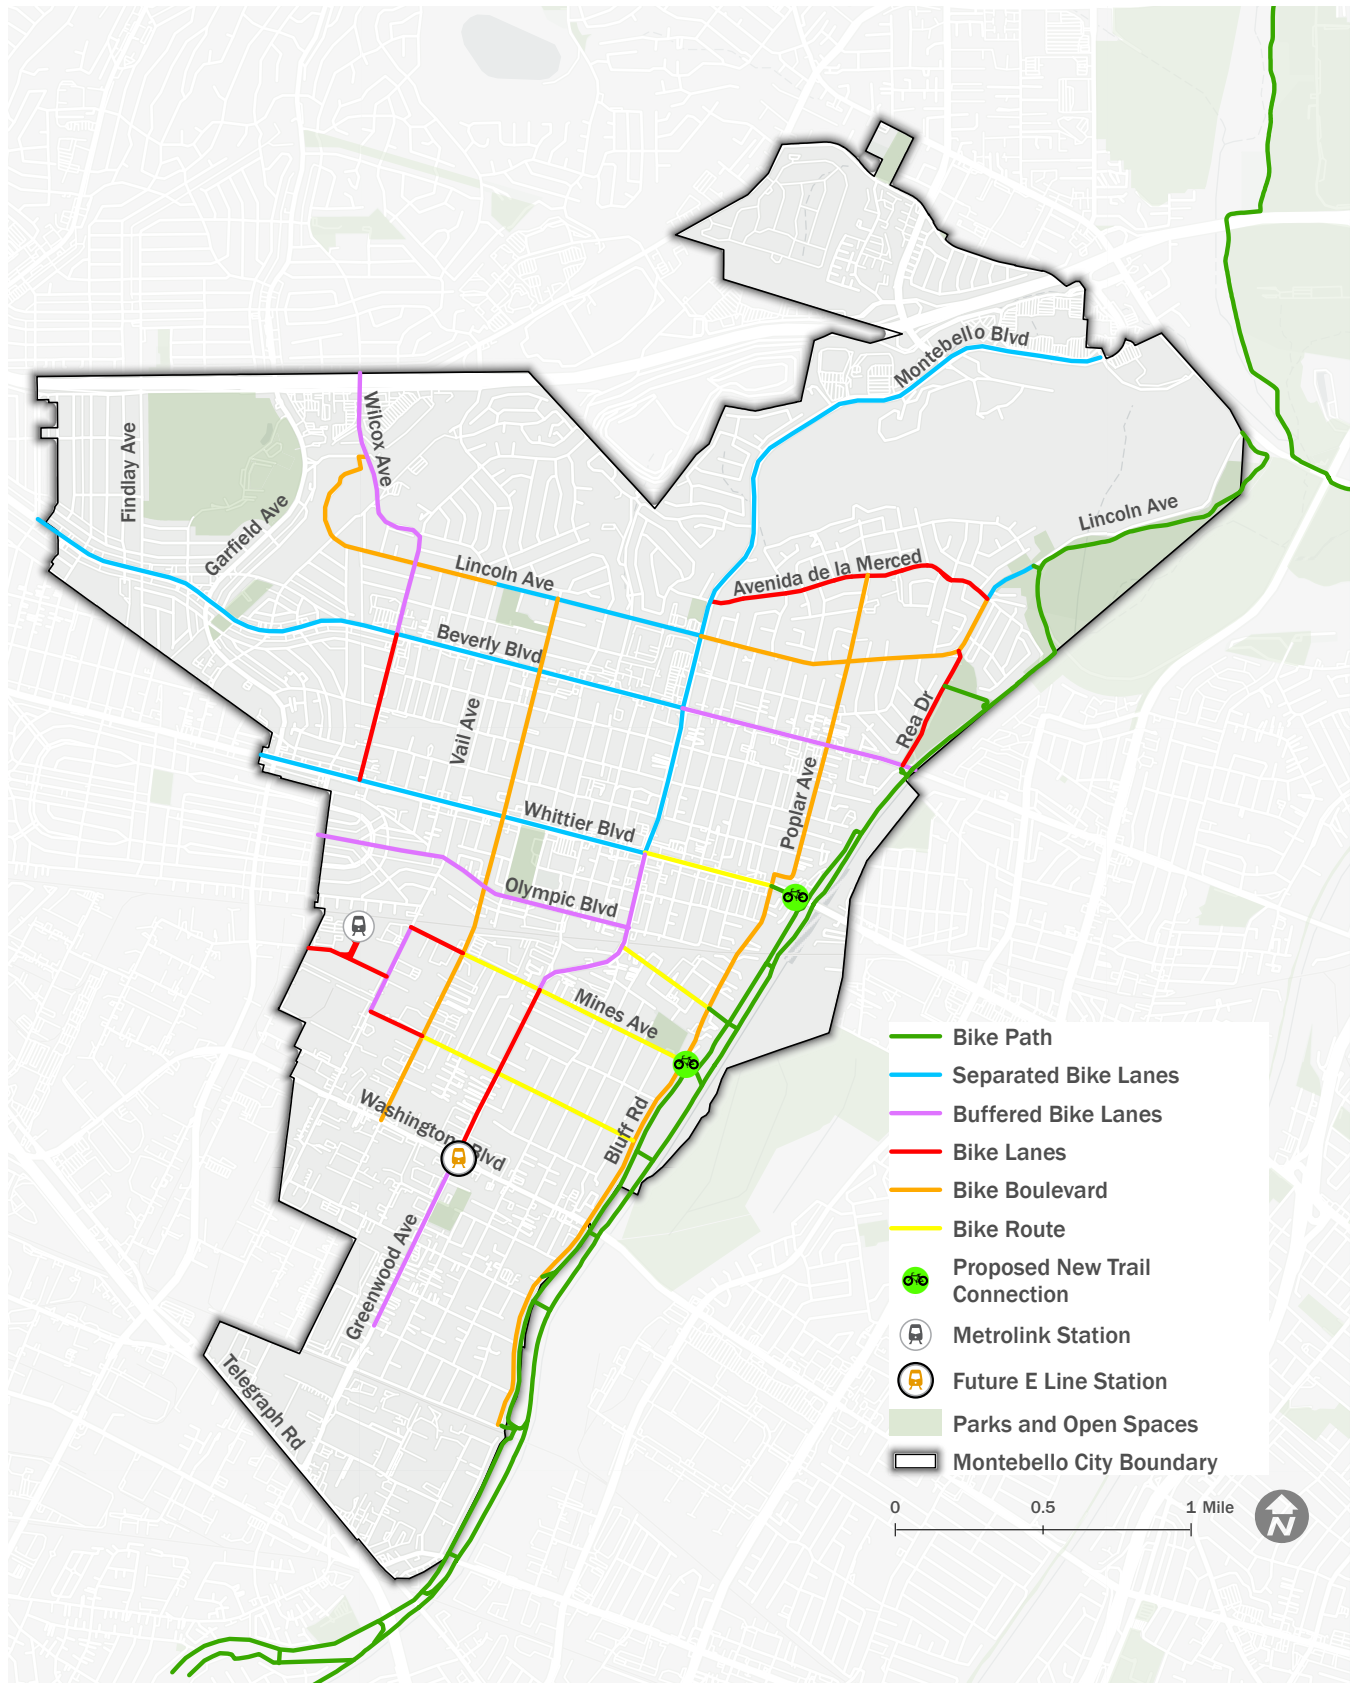 Montebello Blvd
Wilcox Ave
Findlay Ave
Garfield Ave
Lincoln Ave
Lincoln Ave
Avenida de la Merced
Beverly Blvd
Vail Ave
Rea Dr
Poplar Ave
Whittier Blvd
Olympic Blvd
Mines Ave
Washington Blvd
Bluff Rd
Greenwood Ave
Telegraph Rd
Bike Path
Separated Bike Lanes
Buffered Bike Lanes
Bike Lanes
Bike Boulevard
Bike Route
Proposed New Trail
Connection
Metrolink Station
Future E Line Station
Parks and Open Spaces
Montebello City Boundary
0 0.5 1 Mile
N